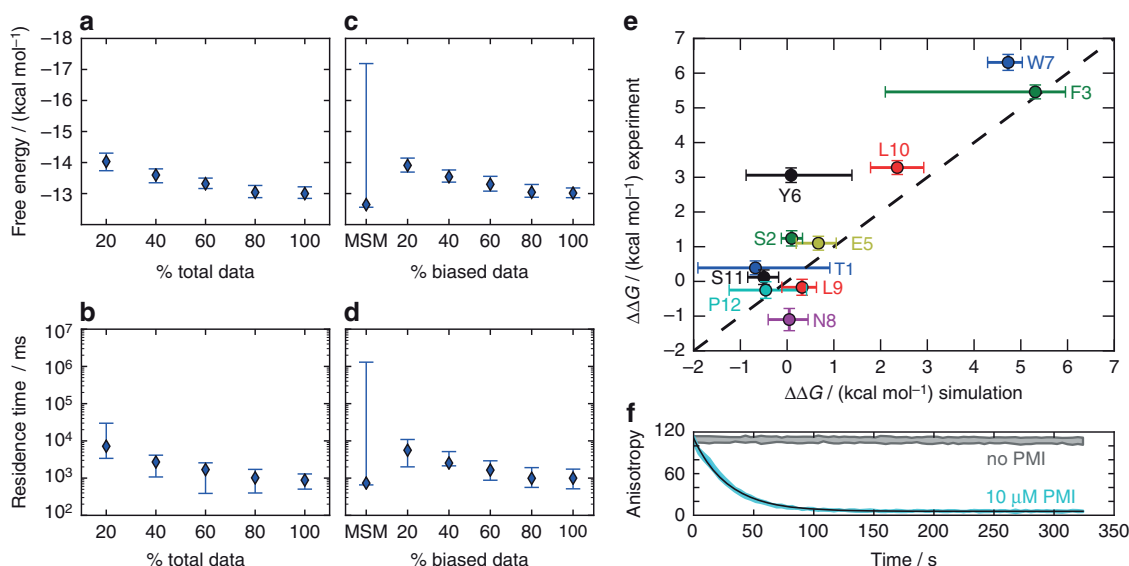 a
Free energy / (kcal mol⁻¹)
−18
−17
−16
−15
−14
−13
20
40
60
80
100
% total data
c
MSM
20
40
60
80
100
% biased data
b
Residence time / ms
10⁷
10⁶
10⁵
10⁴
10³
10²
20
40
60
80
100
% total data
d
MSM
20
40
60
80
100
% biased data
e
ΔΔG / (kcal mol⁻¹) experiment
7
6
5
4
3
2
1
0
−1
−2
W7
F3
L10
Y6
S2
E5
T1
S11
L9
P12
N8
−2
−1
0
1
2
3
4
5
6
7
ΔΔG / (kcal mol⁻¹) simulation
f
Anisotropy
120
60
0
no PMI
10 μM PMI
0
50
100
150
200
250
300
350
Time / s